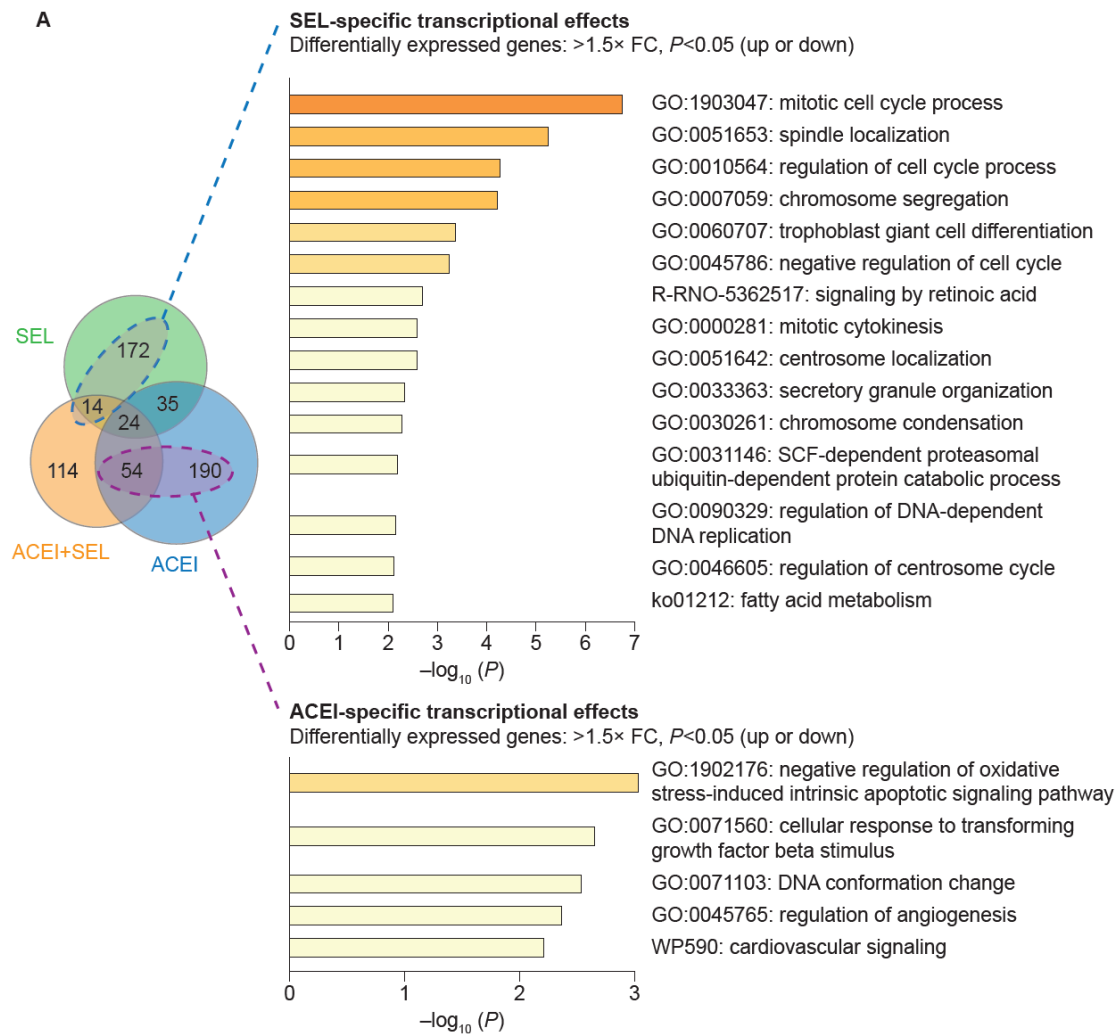 A
SEL-specific transcriptional effects
Differentially expressed genes: >1.5× FC, P<0.05 (up or down)
GO:1903047: mitotic cell cycle process
GO:0051653: spindle localization
GO:0010564: regulation of cell cycle process
GO:0007059: chromosome segregation
GO:0060707: trophoblast giant cell differentiation
GO:0045786: negative regulation of cell cycle
R-RNO-5362517: signaling by retinoic acid
GO:0000281: mitotic cytokinesis
GO:0051642: centrosome localization
GO:0033363: secretory granule organization
GO:0030261: chromosome condensation
GO:0031146: SCF-dependent proteasomal
ubiquitin-dependent protein catabolic process
GO:0090329: regulation of DNA-dependent
DNA replication
GO:0046605: regulation of centrosome cycle
ko01212: fatty acid metabolism
0 1 2 3 4 5 6 7
–log10 (P)
SEL
172
14
35
24
114
54
190
ACEI+SEL
ACEI
ACEI-specific transcriptional effects
Differentially expressed genes: >1.5× FC, P<0.05 (up or down)
GO:1902176: negative regulation of oxidative
stress-induced intrinsic apoptotic signaling pathway
GO:0071560: cellular response to transforming
growth factor beta stimulus
GO:0071103: DNA conformation change
GO:0045765: regulation of angiogenesis
WP590: cardiovascular signaling
0 1 2 3
–log10 (P)